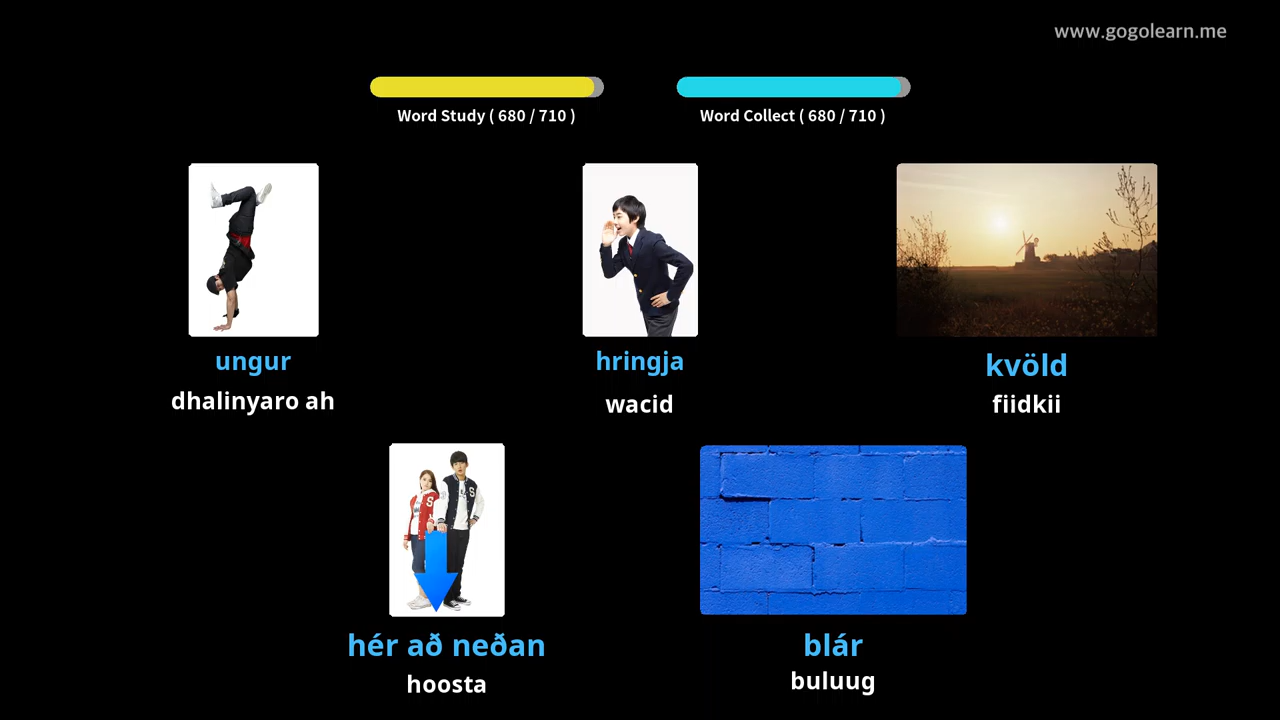 www.gogolearn.me
Word Study ( 680 / 710 )
Word Collect ( 680 / 710 )
ungur
dhalinyaro ah
hringja
wacid
kvöld
fiidkii
hér að neðan
hoosta
blár
buluug